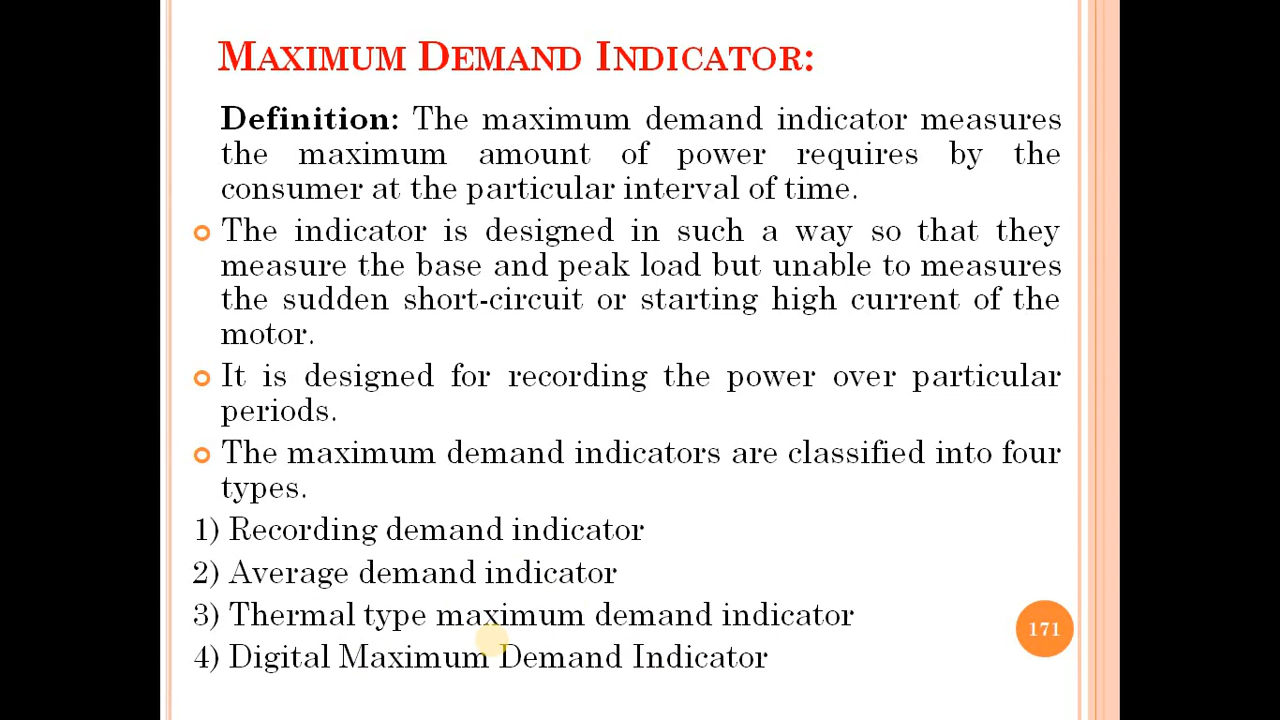 MAXIMUM DEMAND INDICATOR:
Definition: The maximum demand indicator measures
the maximum amount of power requires by the
consumer at the particular interval of time.
The indicator is designed in such a way so that they
measure the base and peak load but unable to measures
the sudden short-circuit or starting high current of the
motor.
It is designed for recording the power over particular
periods.
The maximum demand indicators are classified into four
types.
1) Recording demand indicator
2) Average demand indicator
3) Thermal type maximum demand indicator
4) Digital Maximum Demand Indicator
171